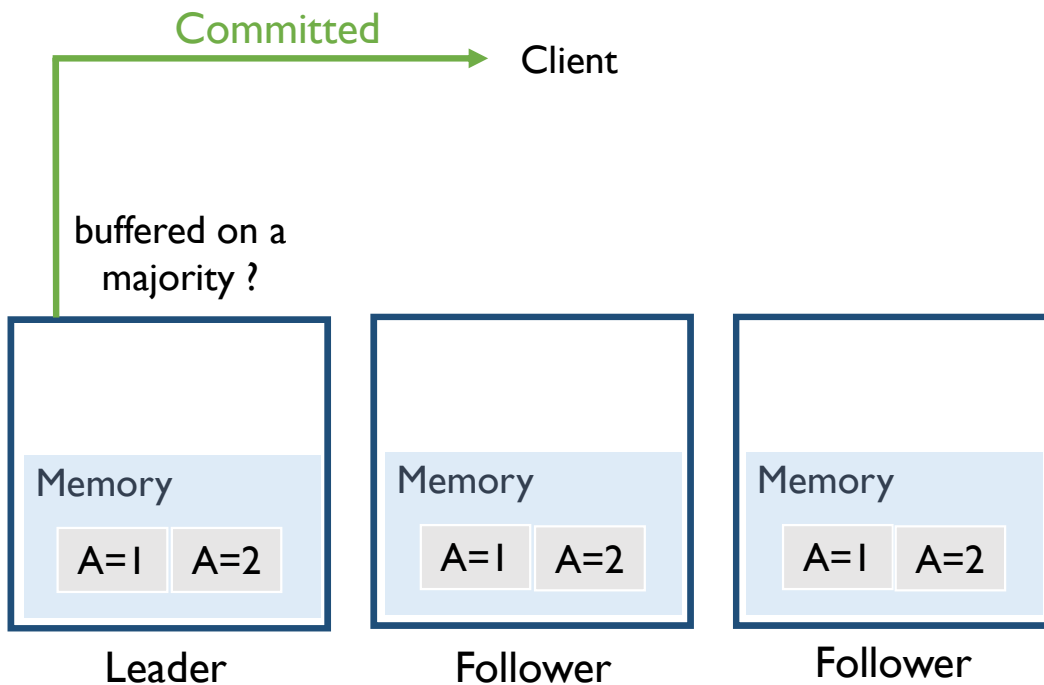 Committed
Client
buffered on a
majority ?
Memory
A=1 A=2
Leader
Memory
A=1 A=2
Follower
Memory
A=1 A=2
Follower